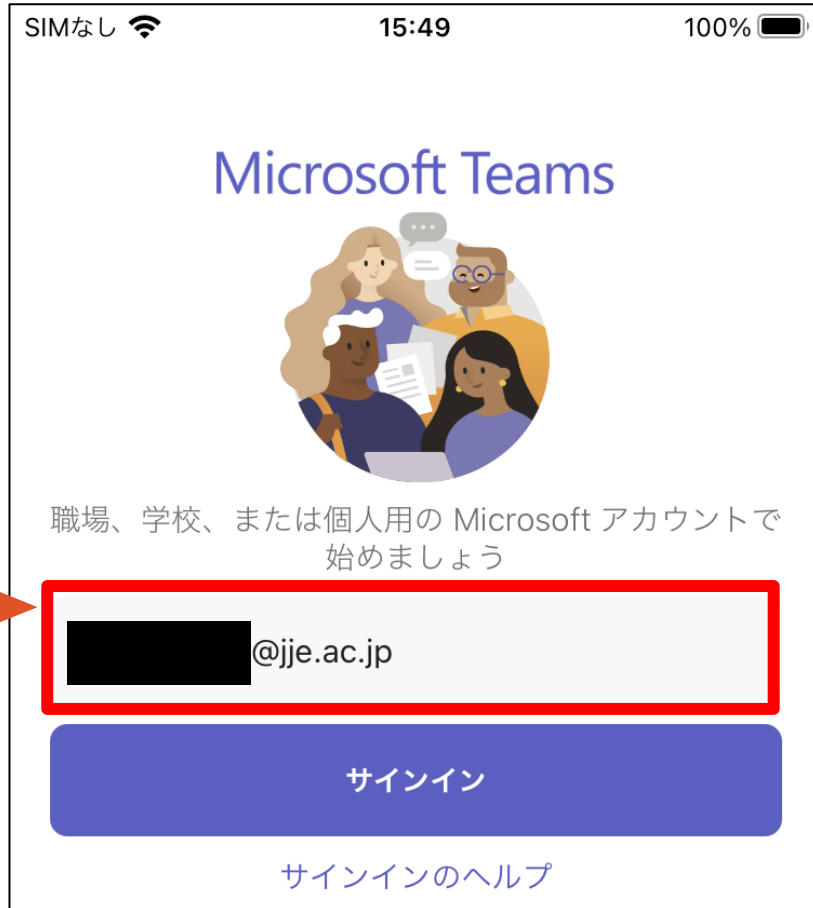 SIMなし 15:49 100%
Microsoft Teams
職場、学校、または個人用の Microsoft アカウントで
始めましょう
@jje.ac.jp
サインイン
サインインのヘルプ